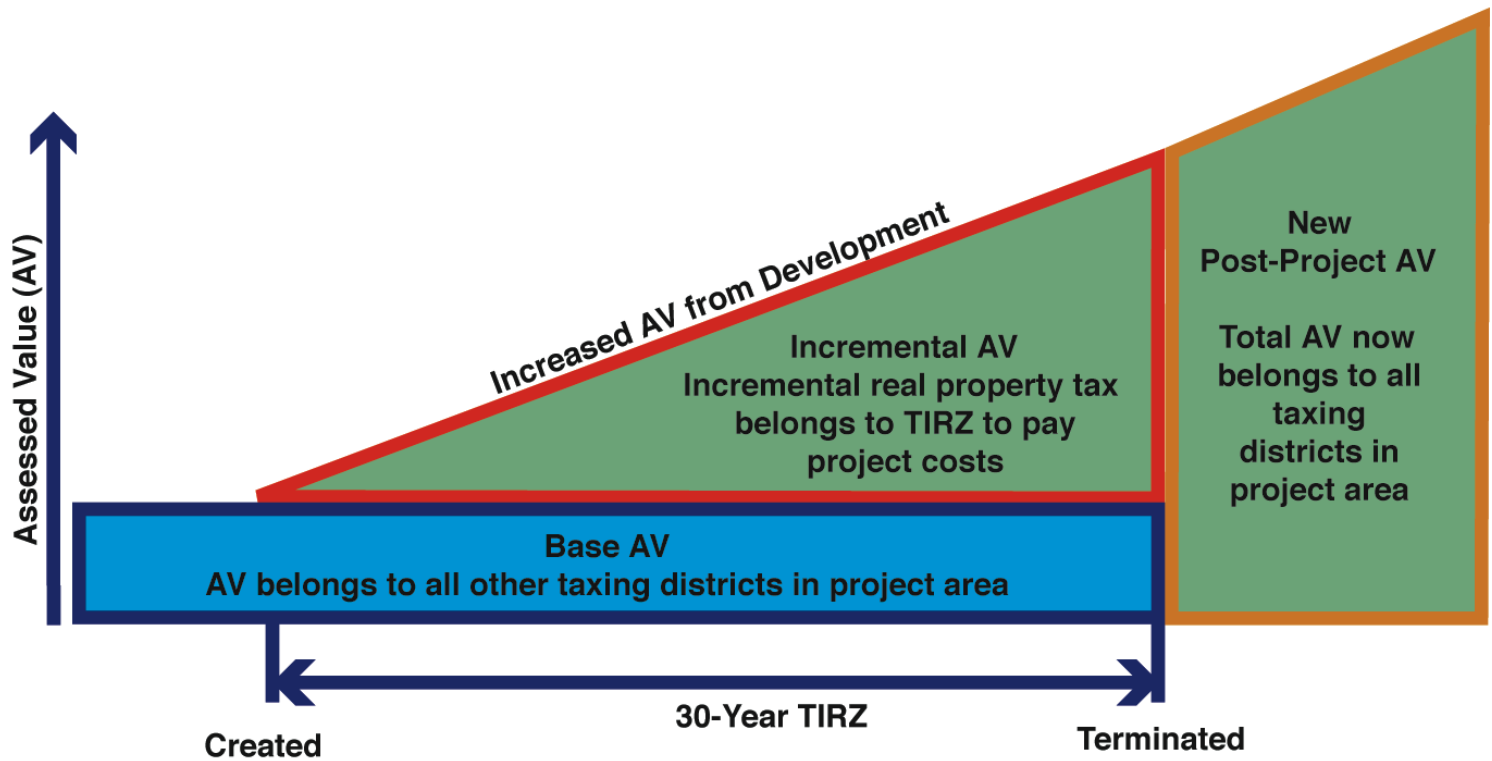 Assessed Value (AV)
Increased AV from Development
Incremental AV
Incremental real property tax
belongs to TIRZ to pay
project costs
New
Post-Project AV
Total AV now
belongs to all
taxing
districts in
project area
Base AV
AV belongs to all other taxing districts in project area
30-Year TIRZ
Created
Terminated